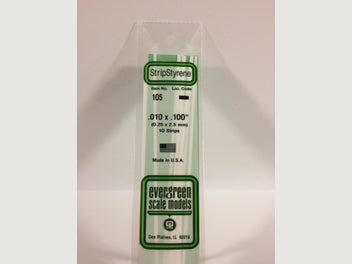 StripStyrene
Item No. Loc. Code
105
.010 x .100"
(0.25 x 2.5 mm)
10 Strips
Made in U.S.A.
evergreen
scale models
Des Plaines, IL 60018